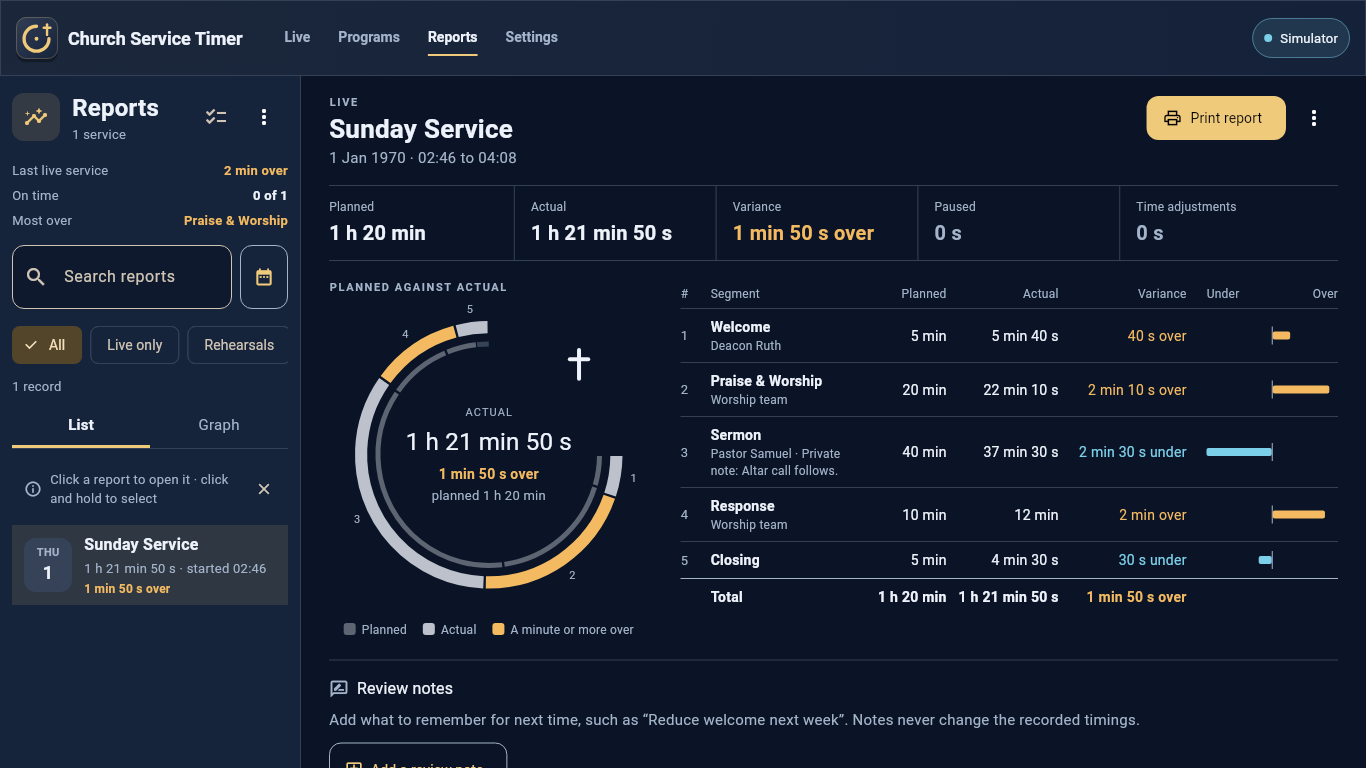 Church Service Timer
Live
Programs
Reports
Settings
Simulator
Reports
1 service
Last live service
2 min over
On time
0 of 1
Most over
Praise & Worship
Search reports
All
Live only
Rehearsals
1 record
List
Graph
Click a report to open it · click
and hold to select
THU
1
Sunday Service
1 h 21 min 50 s · started 02:46
1 min 50 s over
LIVE
Sunday Service
1 Jan 1970 · 02:46 to 04:08
Print report
Planned
1 h 20 min
Actual
1 h 21 min 50 s
Variance
1 min 50 s over
Paused
0 s
Time adjustments
0 s
PLANNED AGAINST ACTUAL
5
4
3
2
1
ACTUAL
1 h 21 min 50 s
1 min 50 s over
planned 1 h 20 min
Planned
Actual
A minute or more over
# Segment Planned Actual Variance Under Over
1 Welcome 5 min 5 min 40 s 40 s over
Deacon Ruth
2 Praise & Worship 20 min 22 min 10 s 2 min 10 s over
Worship team
3 Sermon 40 min 37 min 30 s 2 min 30 s under
Pastor Samuel · Private
note: Altar call follows.
4 Response 10 min 12 min 2 min over
Worship team
5 Closing 5 min 4 min 30 s 30 s under
Total 1 h 20 min 1 h 21 min 50 s 1 min 50 s over
Review notes
Add what to remember for next time, such as “Reduce welcome next week”. Notes never change the recorded timings.
Add a review note